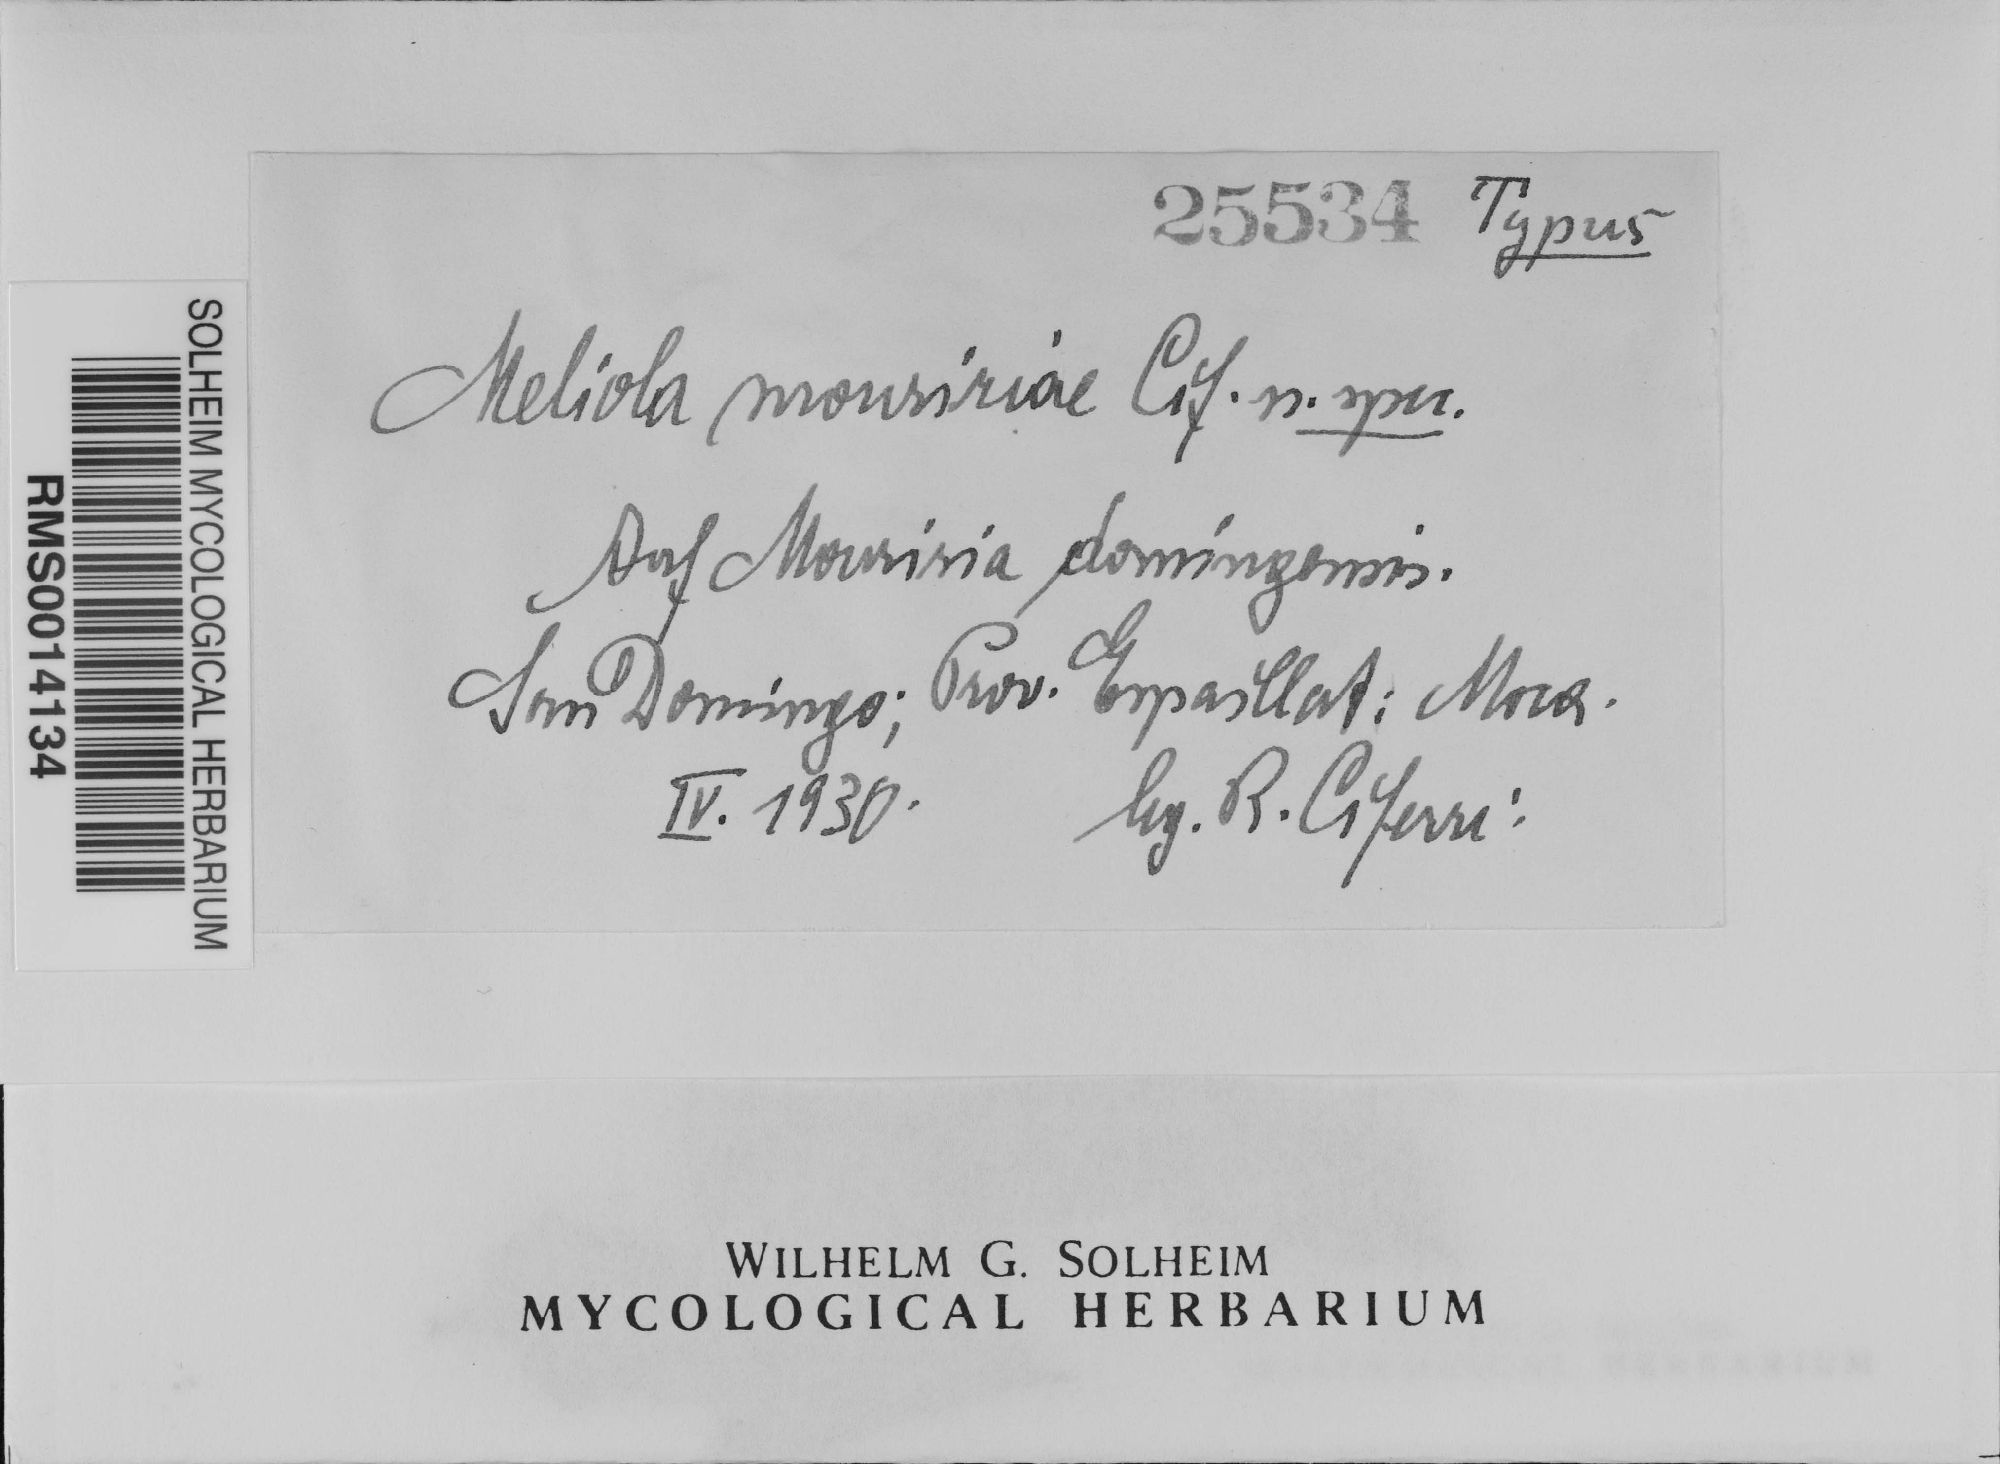 25534 Typus
Meliola mouririae Cif. n. spec.
Auf Mouriria domingensis.
San Domingo; Prov. Espaillat: Moca.
IV. 1930. leg. R. Ciferri:
SOLHEIM MYCOLOGICAL HERBARIUM
RMS0014134
WILHELM G. SOLHEIM
MYCOLOGICAL HERBARIUM